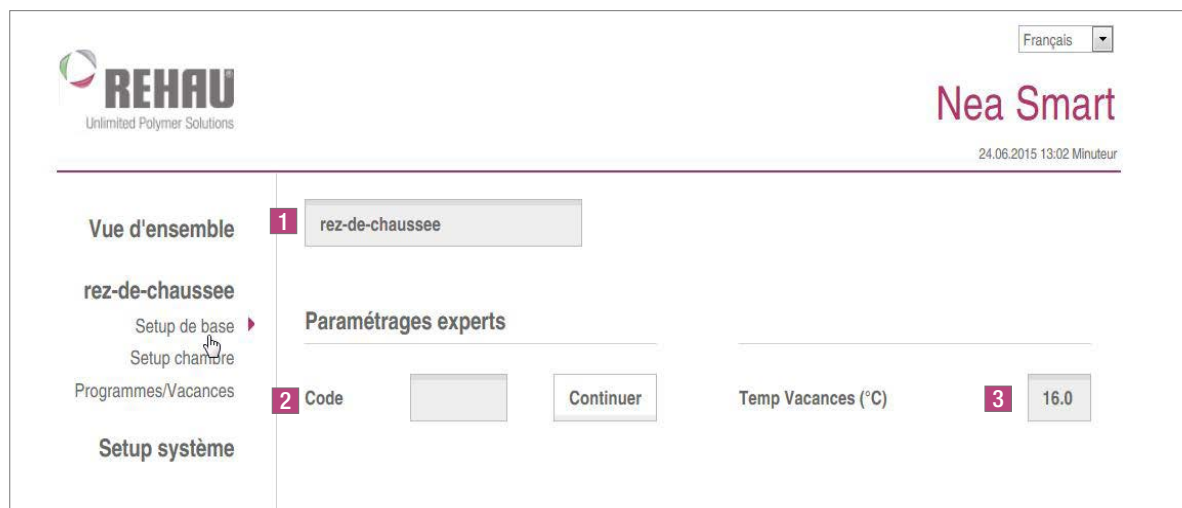 Français
REHAU
Unlimited Polymer Solutions
Nea Smart
24.06.2015 13:02 Minuteur
Vue d'ensemble
1 rez-de-chaussee
rez-de-chaussee
Setup de base
Setup chambre
Programmes/Vacances
Setup système
Paramétrages experts
2 Code Continuer
Temp Vacances (°C) 3 16.0